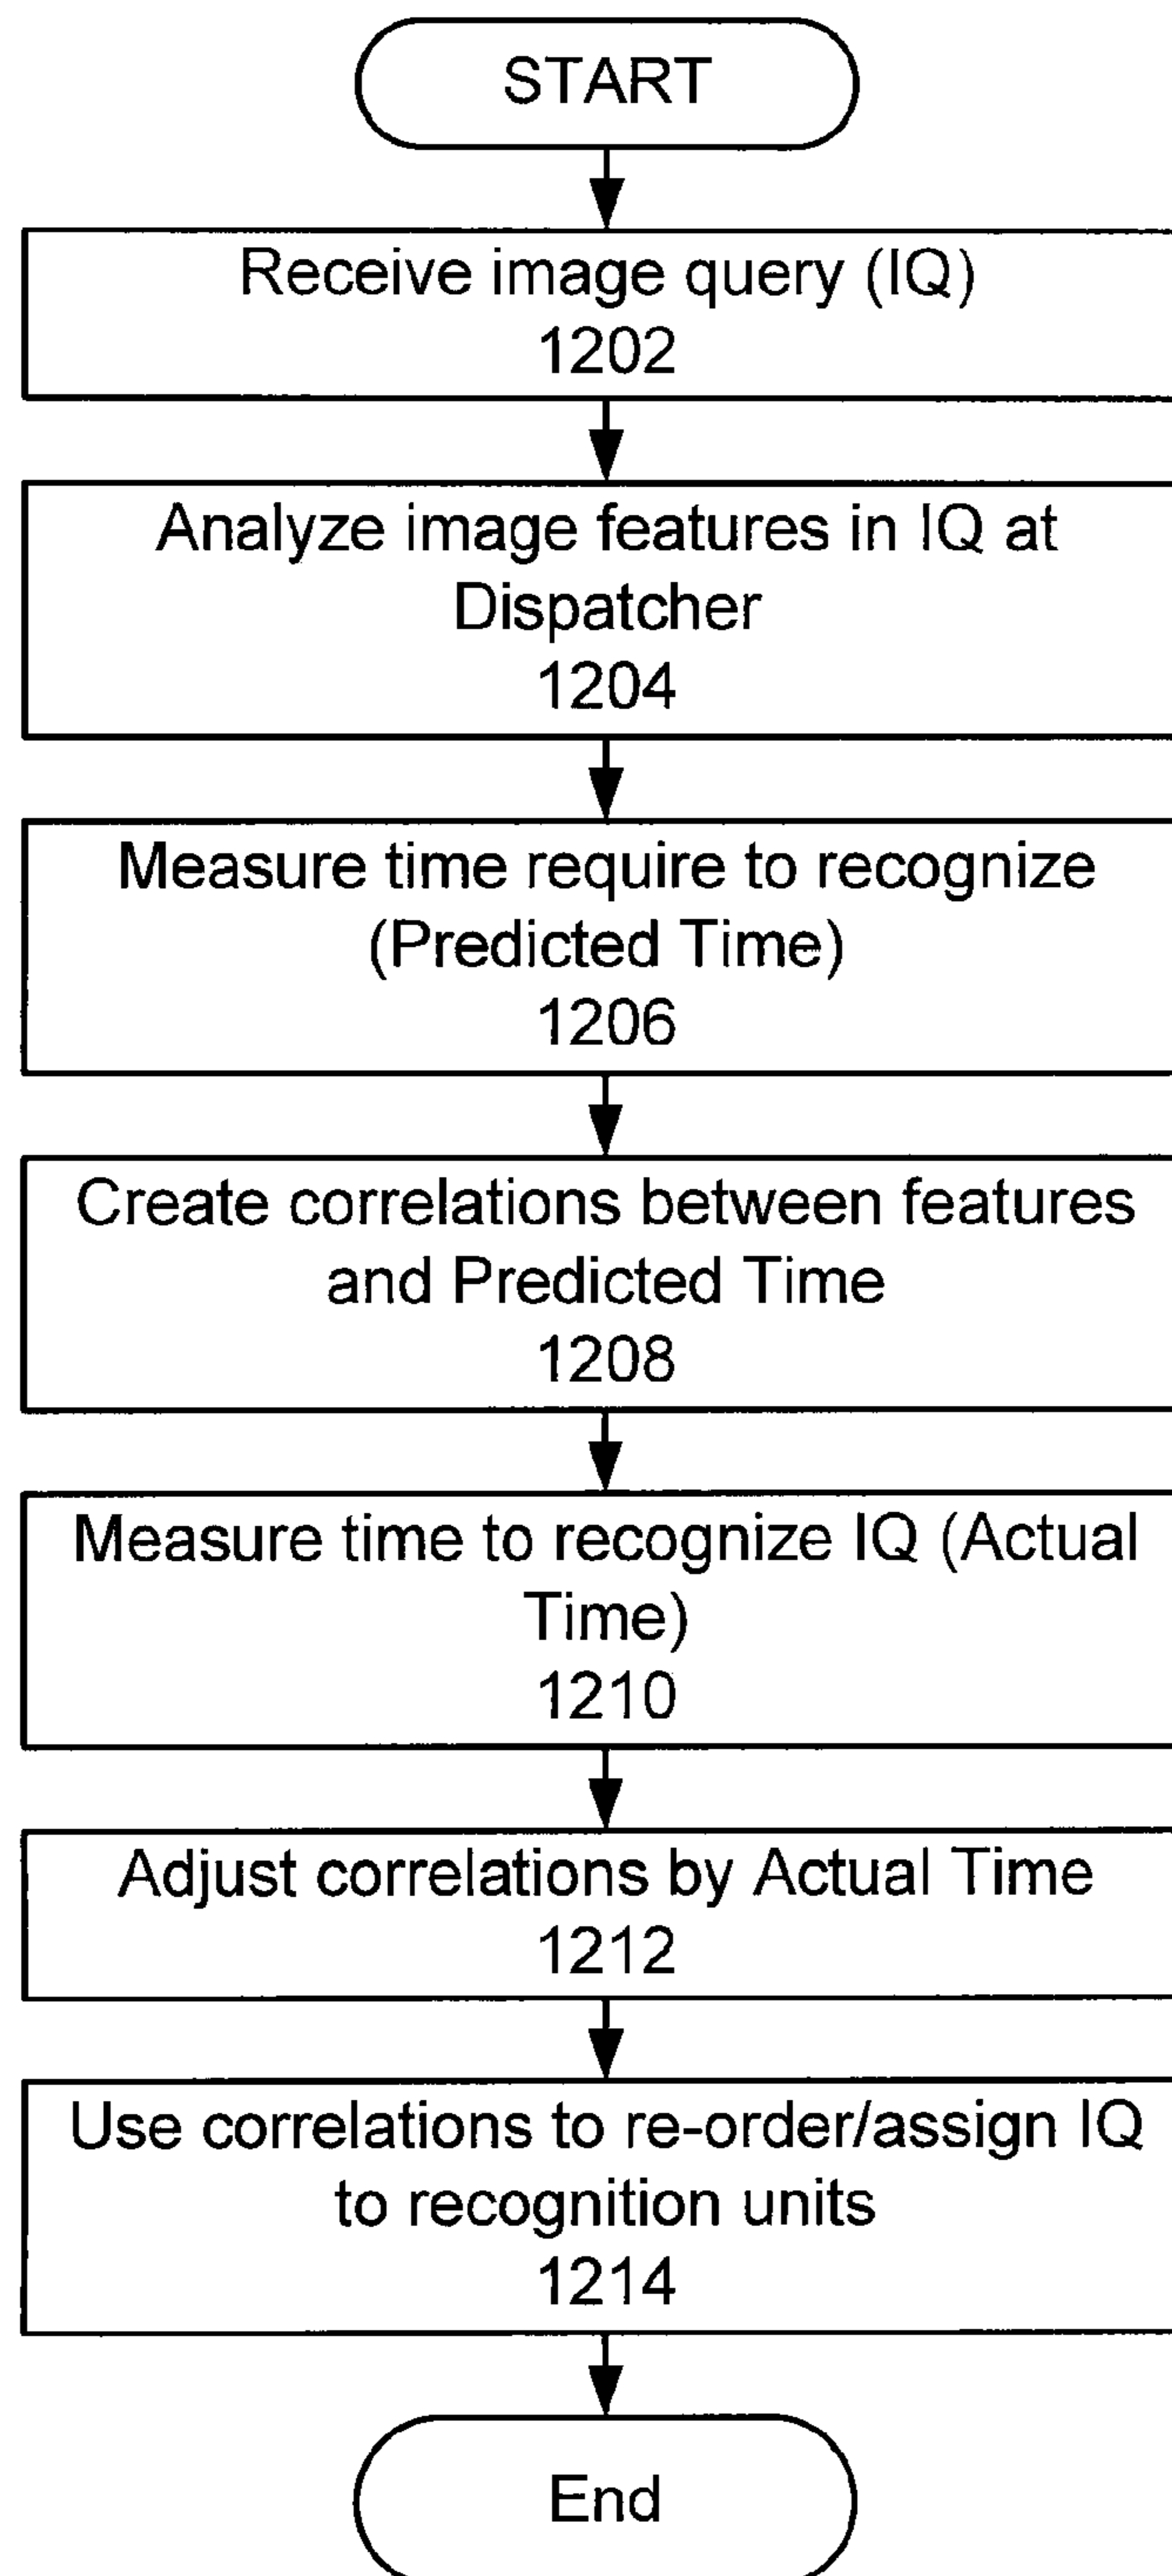 START
Receive image query (IQ)
1202
Analyze image features in IQ at
Dispatcher
1204
Measure time require to recognize
(Predicted Time)
1206
Create correlations between features
and Predicted Time
1208
Measure time to recognize IQ (Actual
Time)
1210
Adjust correlations by Actual Time
1212
Use correlations to re-order/assign IQ
to recognition units
1214
End